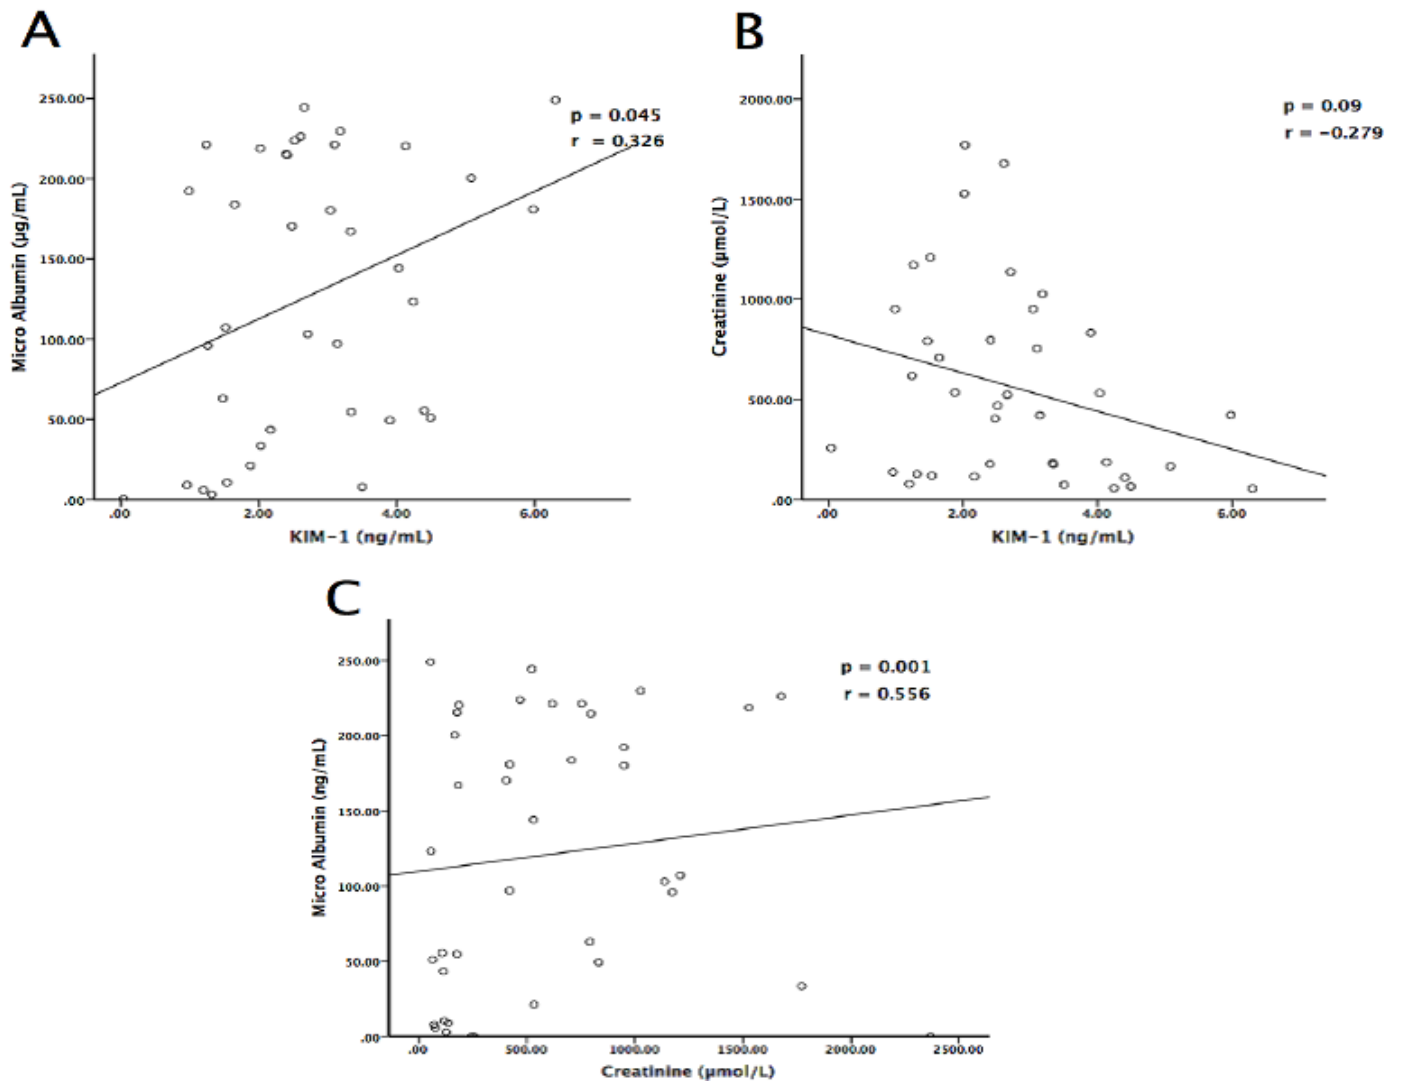 A
250.00
200.00
150.00
100.00
50.00
.00
Micro Albumin (µg/mL)
p = 0.045
r = 0.326
.00 2.00 4.00 6.00
KIM-1 (ng/mL)
B
2000.00
1500.00
1000.00
500.00
.00
Creatinine (µmol/L)
p = 0.09
r = -0.279
.00 2.00 4.00 6.00
KIM-1 (ng/mL)
C
250.00
200.00
150.00
100.00
50.00
.00
Micro Albumin (ng/mL)
p = 0.001
r = 0.556
.00 500.00 1000.00 1500.00 2000.00 2500.00
Creatinine (µmol/L)